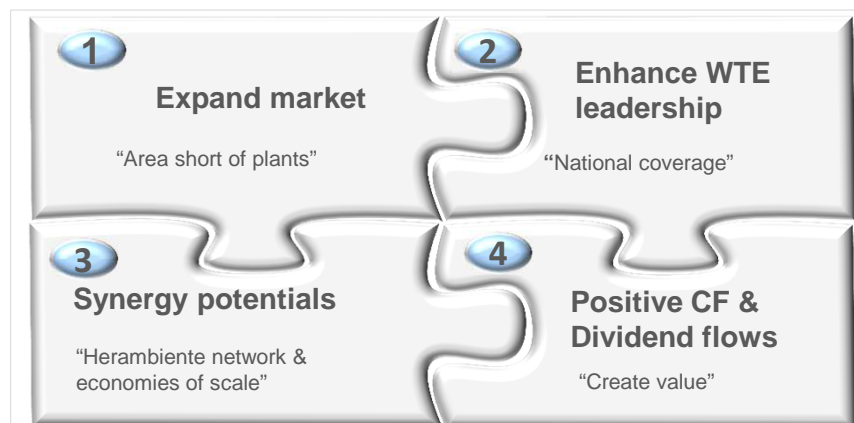 1
Expand market
“Area short of plants”
2
Enhance WTE
leadership
“National coverage”
3
Synergy potentials
“Herambiente network &
economies of scale”
4
Positive CF &
Dividend flows
“Create value”